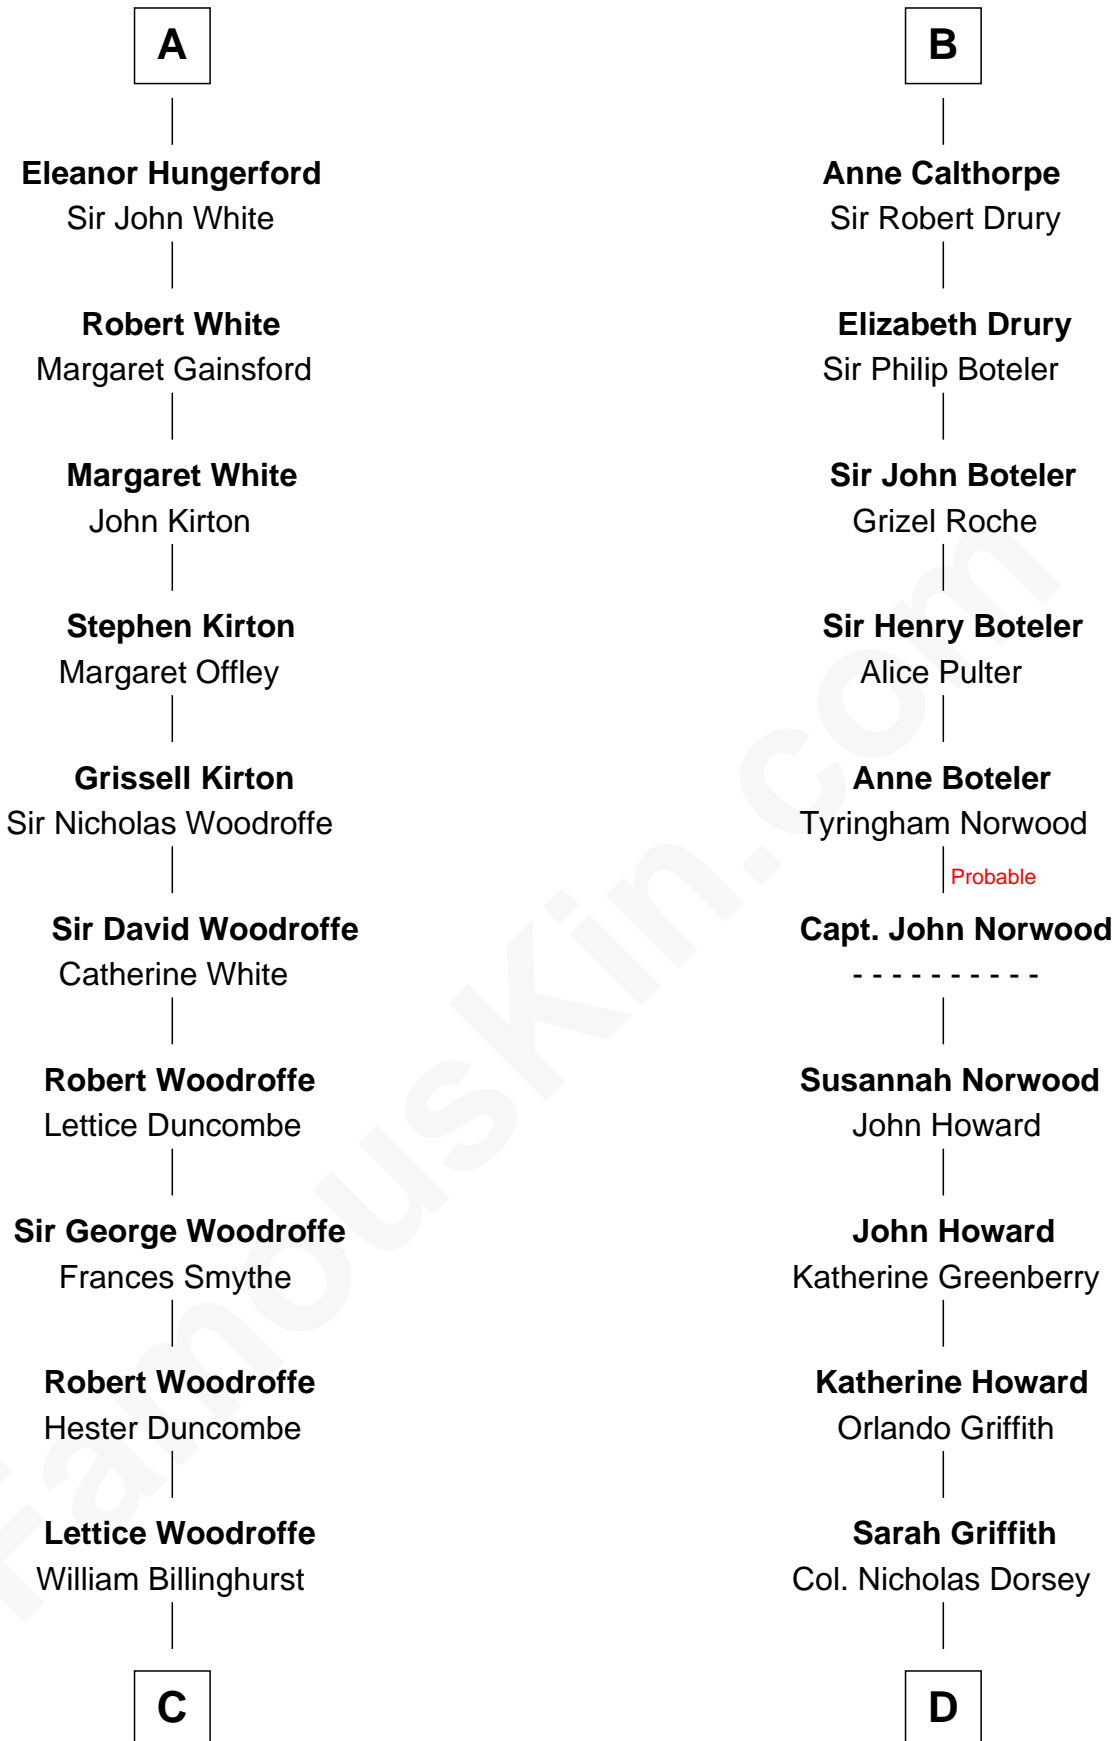 A
Eleanor Hungerford
Sir John White
Robert White
Margaret Gainsford
Margaret White
John Kirton
Stephen Kirton
Margaret Offley
Grissell Kirton
Sir Nicholas Woodroffe
Sir David Woodroffe
Catherine White
Robert Woodroffe
Lettice Duncombe
Sir George Woodroffe
Frances Smythe
Robert Woodroffe
Hester Duncombe
Lettice Woodroffe
William Billinghurst
C
B
Anne Calthorpe
Sir Robert Drury
Elizabeth Drury
Sir Philip Boteler
Sir John Boteler
Grizel Roche
Sir Henry Boteler
Alice Pulter
Anne Boteler
Tyringham Norwood
Probable
Capt. John Norwood
- - - - - - - - - -
Susannah Norwood
John Howard
John Howard
Katherine Greenberry
Katherine Howard
Orlando Griffith
Sarah Griffith
Col. Nicholas Dorsey
D
FamousKin.com